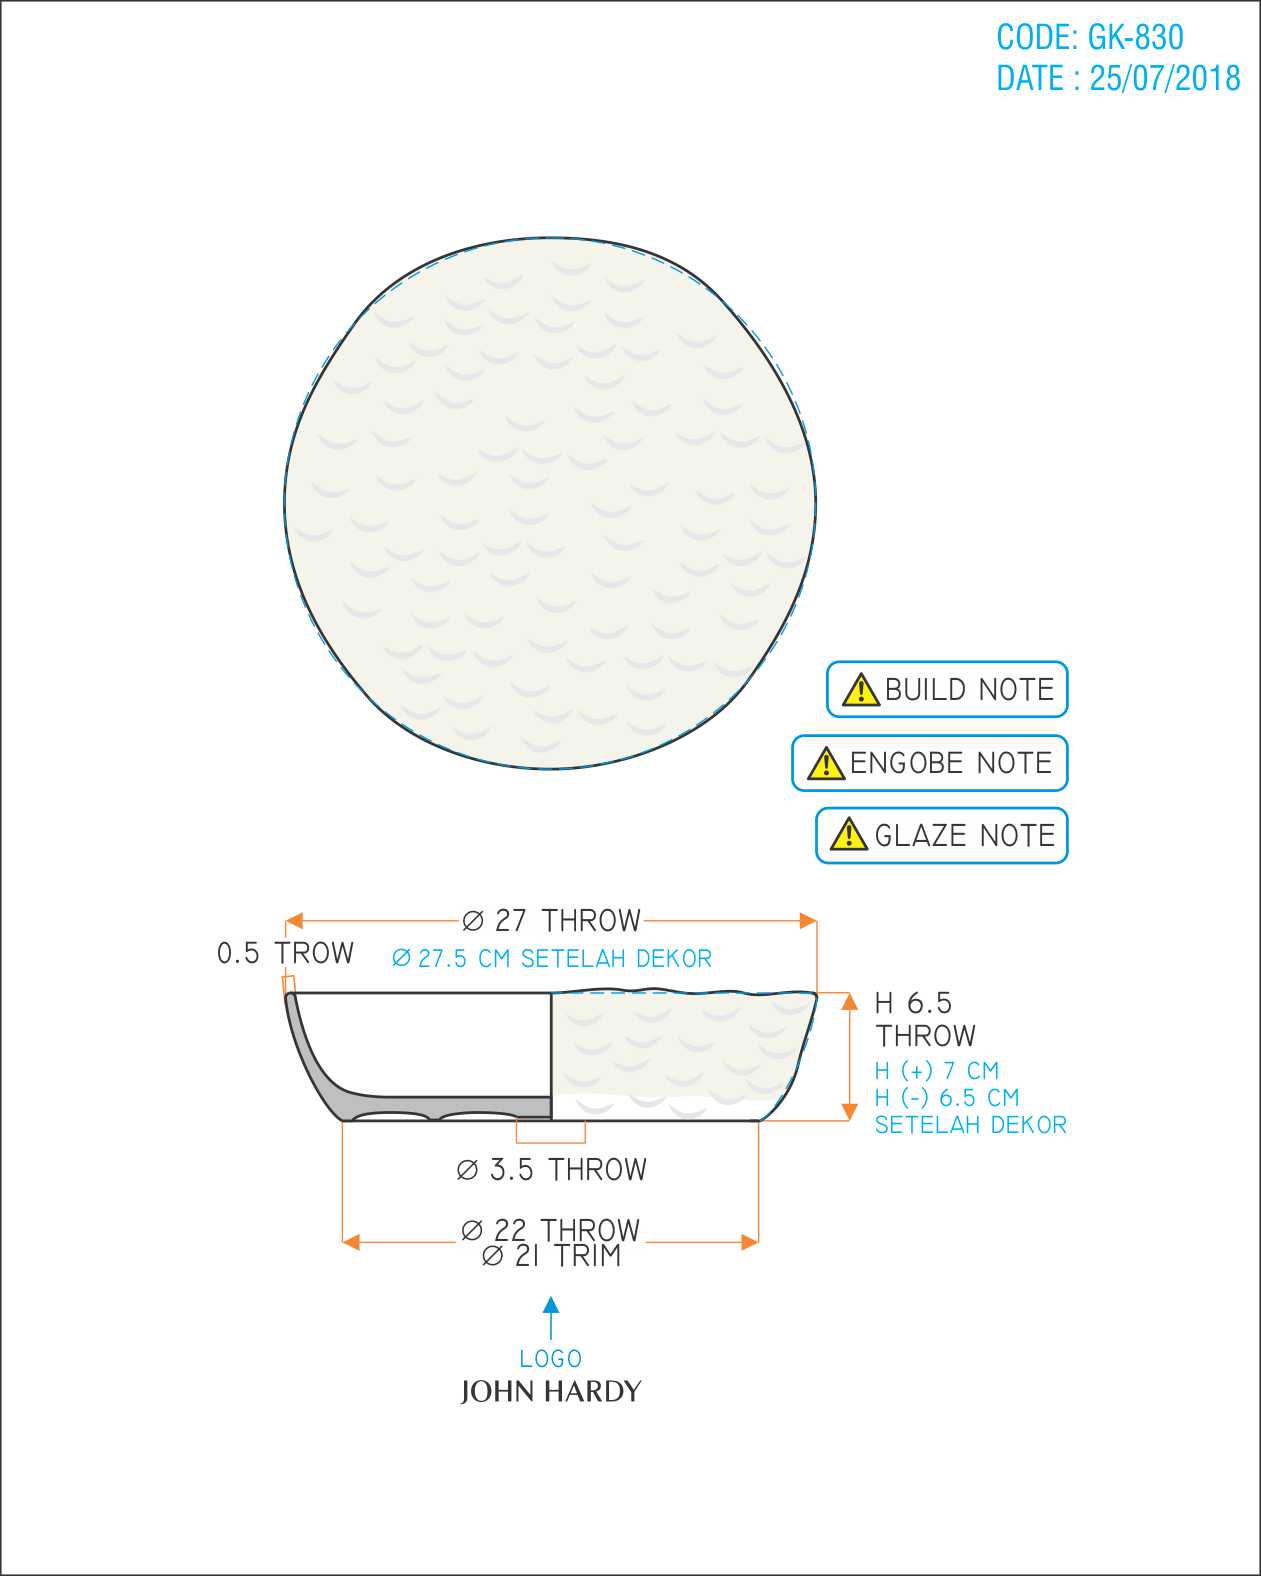 CODE: GK-830
DATE : 25/07/2018
BUILD NOTE
ENGOBE NOTE
GLAZE NOTE
Ø 27 THROW
0.5 TROW
Ø 27.5 CM SETELAH DEKOR
H 6.5
THROW
H (+) 7 CM
H (-) 6.5 CM
SETELAH DEKOR
Ø 3.5 THROW
Ø 22 THROW
Ø 21 TRIM
LOGO
JOHN HARDY